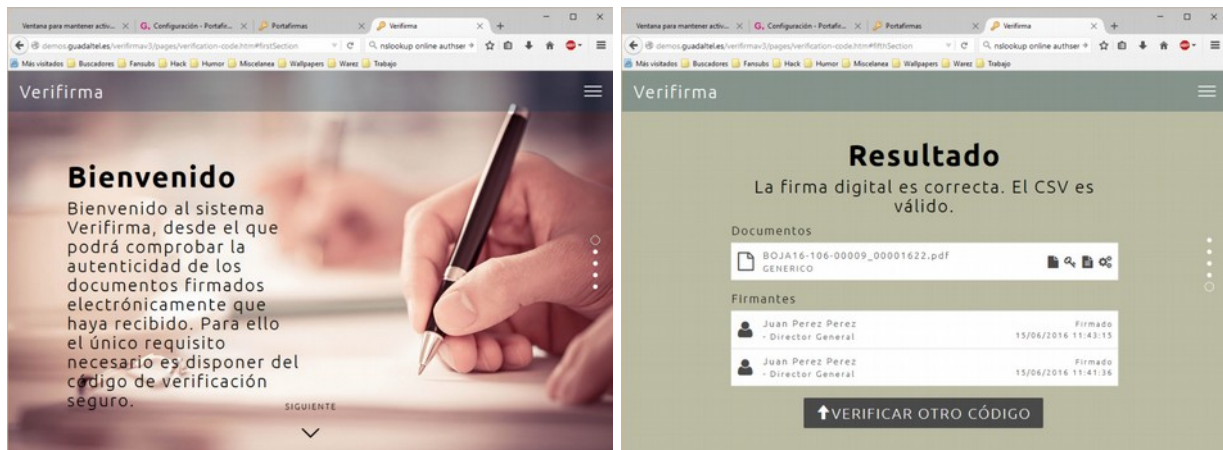 Ventana para mantener activ...
Configuración - Portafir...
Portafirmas
Verifirma
demos.guadaltel.es/verifirmav3/pages/verification-code.htm#firstSection
nslookup online authser
Más visitados Buscadores Fansubs Hack Humor Miscelanea Wallpapers Warez Trabajo
Verifirma
Bienvenido
Bienvenido al sistema
Verifirma, desde el que
podrá comprobar la
autenticidad de los
documentos firmados
electrónicamente que
haya recibido. Para ello
el único requisito
necesario es disponer del
código de verificación
seguro.
SIGUIENTE
Ventana para mantener activ...
Configuración - Portafir...
Portafirmas
Verifirma
demos.guadaltel.es/verifirmav3/pages/verification-code.htm#fifthSection
nslookup online authser
Más visitados Buscadores Fansubs Hack Humor Miscelanea Wallpapers Warez Trabajo
Verifirma
Resultado
La firma digital es correcta. El CSV es
válido.
Documentos
BOJA16-106-00009_00001622.pdf
GENERICO
Firmantes
Juan Perez Perez Firmado
- Director General 15/06/2016 11:43:15
Juan Perez Perez Firmado
- Director General 15/06/2016 11:41:36
VERIFICAR OTRO CÓDIGO